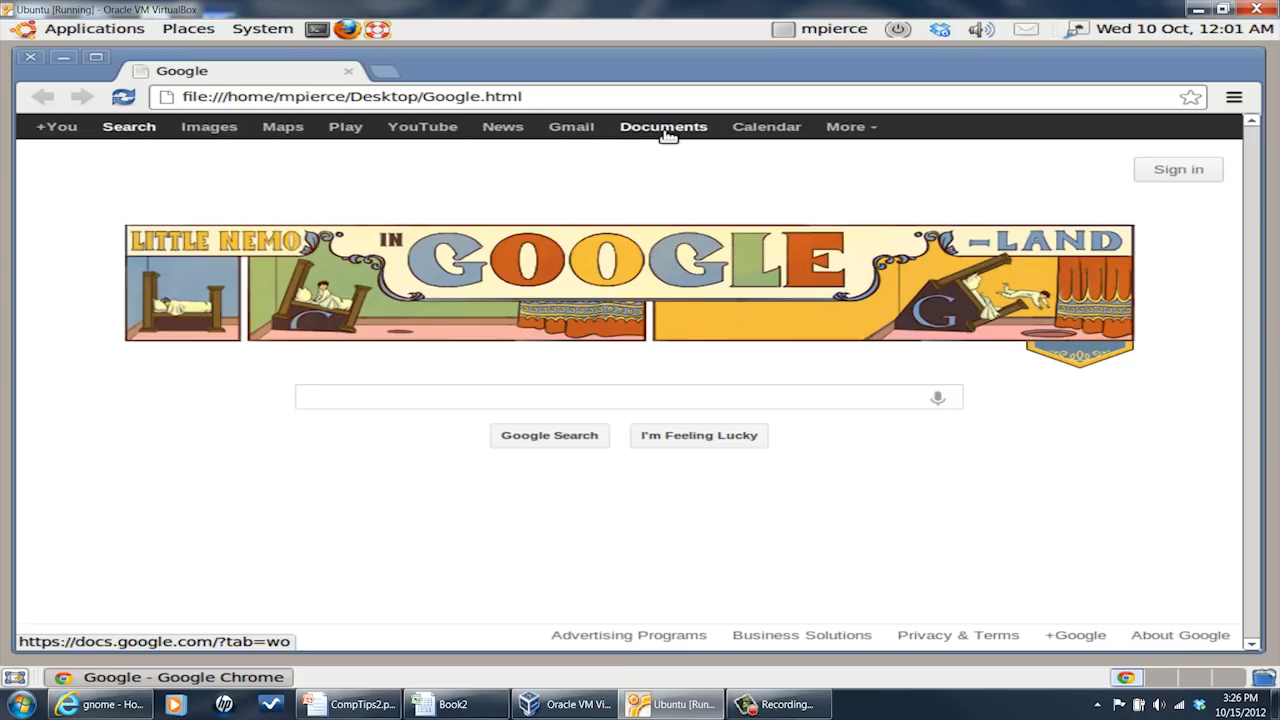 Ubuntu [Running] - Oracle VM VirtualBox
Applications Places System mpierce Wed 10 Oct, 12:01 AM
Google
file:///home/mpierce/Desktop/Google.html
+You Search Images Maps Play YouTube News Gmail Documents Calendar More
Sign in
LITTLE NEMO IN GOOGLE -LAND
G G
Google Search I'm Feeling Lucky
https://docs.google.com/?tab=wo Advertising Programs Business Solutions Privacy & Terms +Google About Google
Google - Google Chrome
gnome - Ho... CompTips2.p... Book2 Oracle VM Vi... Ubuntu [Run... Recording... 3:26 PM
10/15/2012